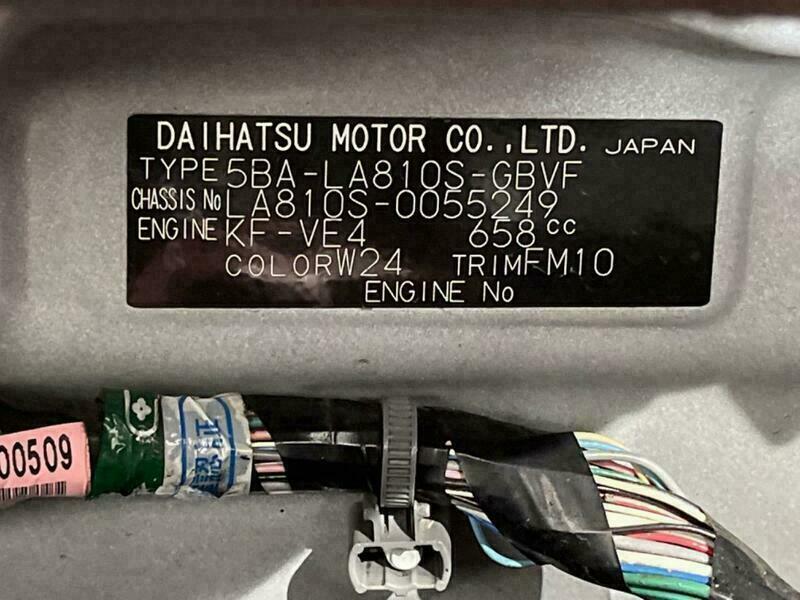 DAIHATSU MOTOR CO.,LTD. JAPAN
TYPE 5BA-LA810S-GBVF
CHASSIS No LA810S-0055249
ENGINE KF-VE4 658cc
COLOR W24 TRIM FM10
ENGINE No
00509